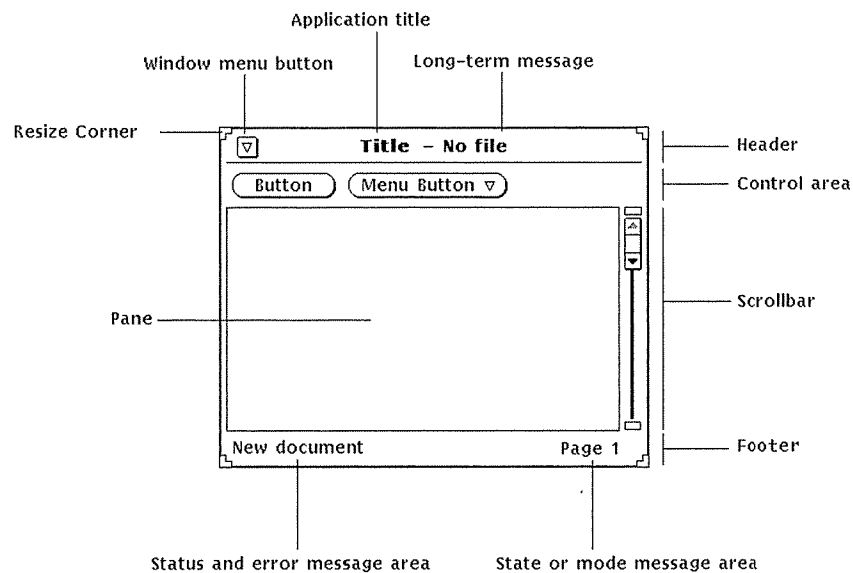 Application title
Window menu button
Long-term message
Resize Corner
Title – No file
Header
Button
Menu Button
Control area
Scrollbar
Pane
New document
Page 1
Footer
Status and error message area
State or mode message area